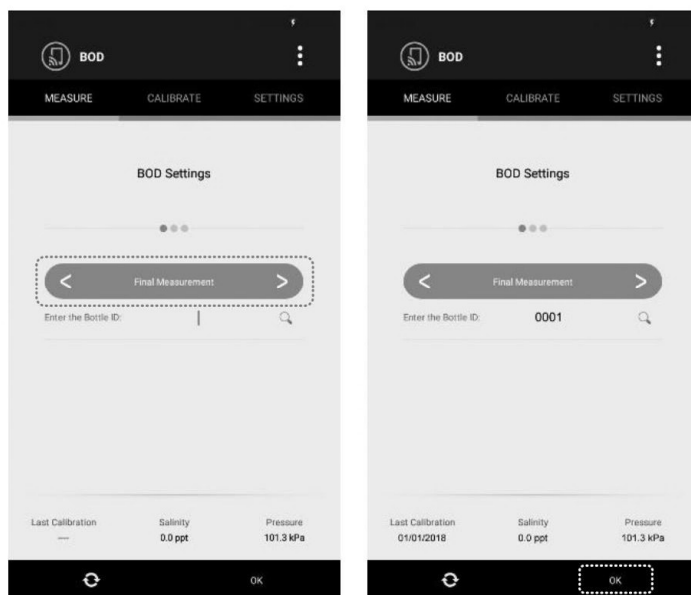 BOD
MEASURE CALIBRATE SETTINGS
BOD Settings
< Final Measurement >
Enter the Bottle ID:
Last Calibration Salinity Pressure
---- 0.0 ppt 101.3 kPa
OK
BOD
MEASURE CALIBRATE SETTINGS
BOD Settings
< Final Measurement >
Enter the Bottle ID: 0001
Last Calibration Salinity Pressure
01/01/2018 0.0 ppt 101.3 kPa
OK